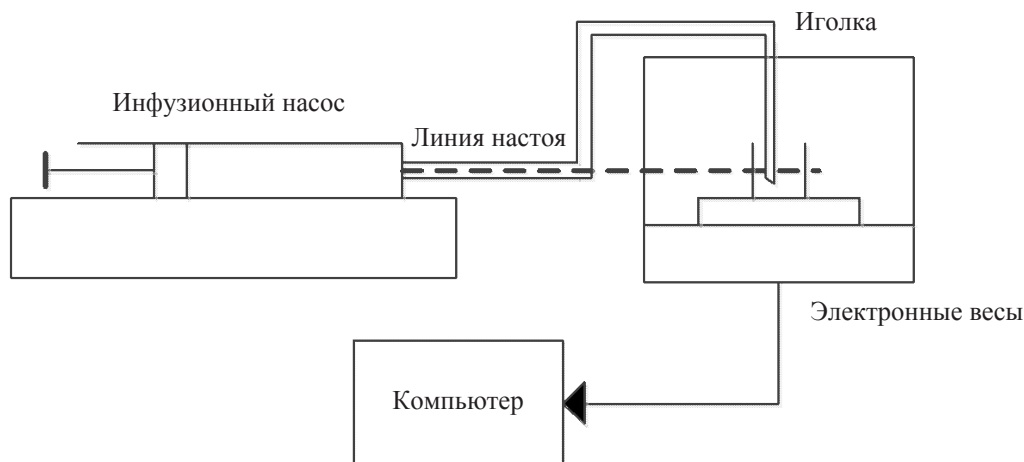 Иголка
Инфузионный насос
Линия настоя
Электронные весы
Компьютер